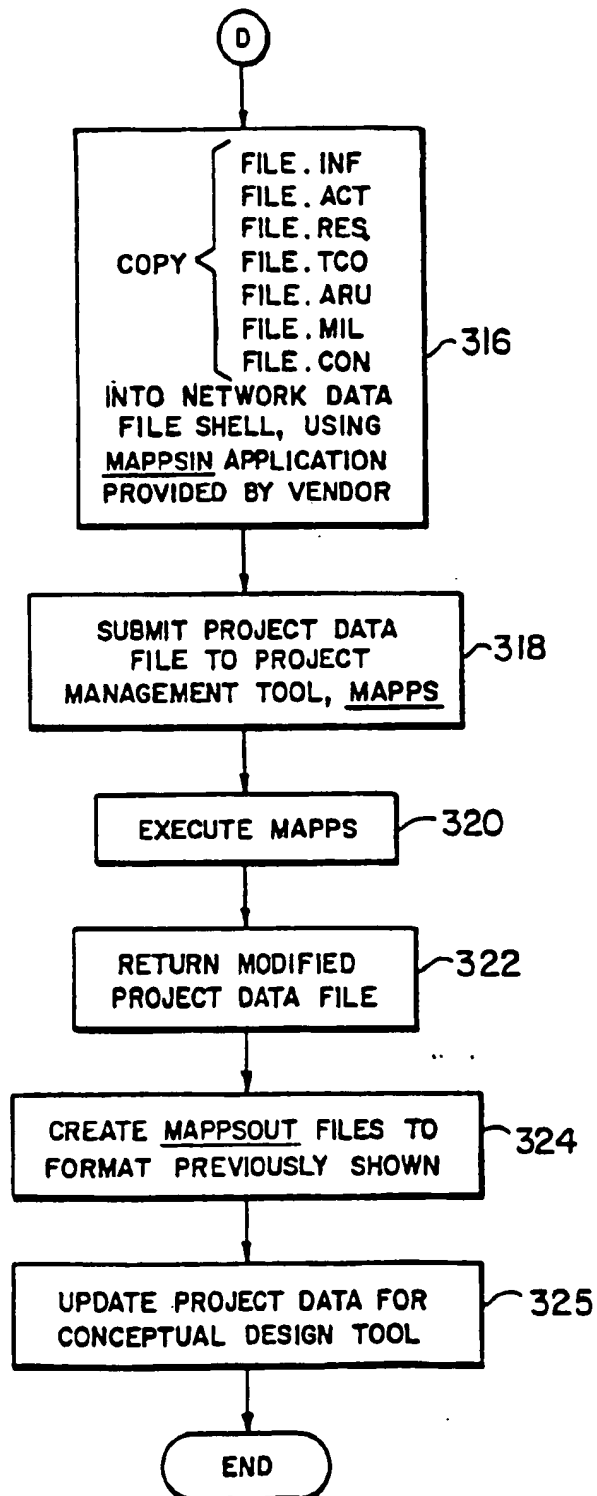 D
FILE.INF
FILE.ACT
FILE.RES
COPY FILE.TCO
FILE.ARU
FILE.MIL
FILE.CON
INTO NETWORK DATA
FILE SHELL, USING
MAPPSIN APPLICATION
PROVIDED BY VENDOR
316
SUBMIT PROJECT DATA
FILE TO PROJECT
MANAGEMENT TOOL, MAPPS
318
EXECUTE MAPPS
320
RETURN MODIFIED
PROJECT DATA FILE
322
CREATE MAPPSOUT FILES TO
FORMAT PREVIOUSLY SHOWN
324
UPDATE PROJECT DATA FOR
CONCEPTUAL DESIGN TOOL
325
END